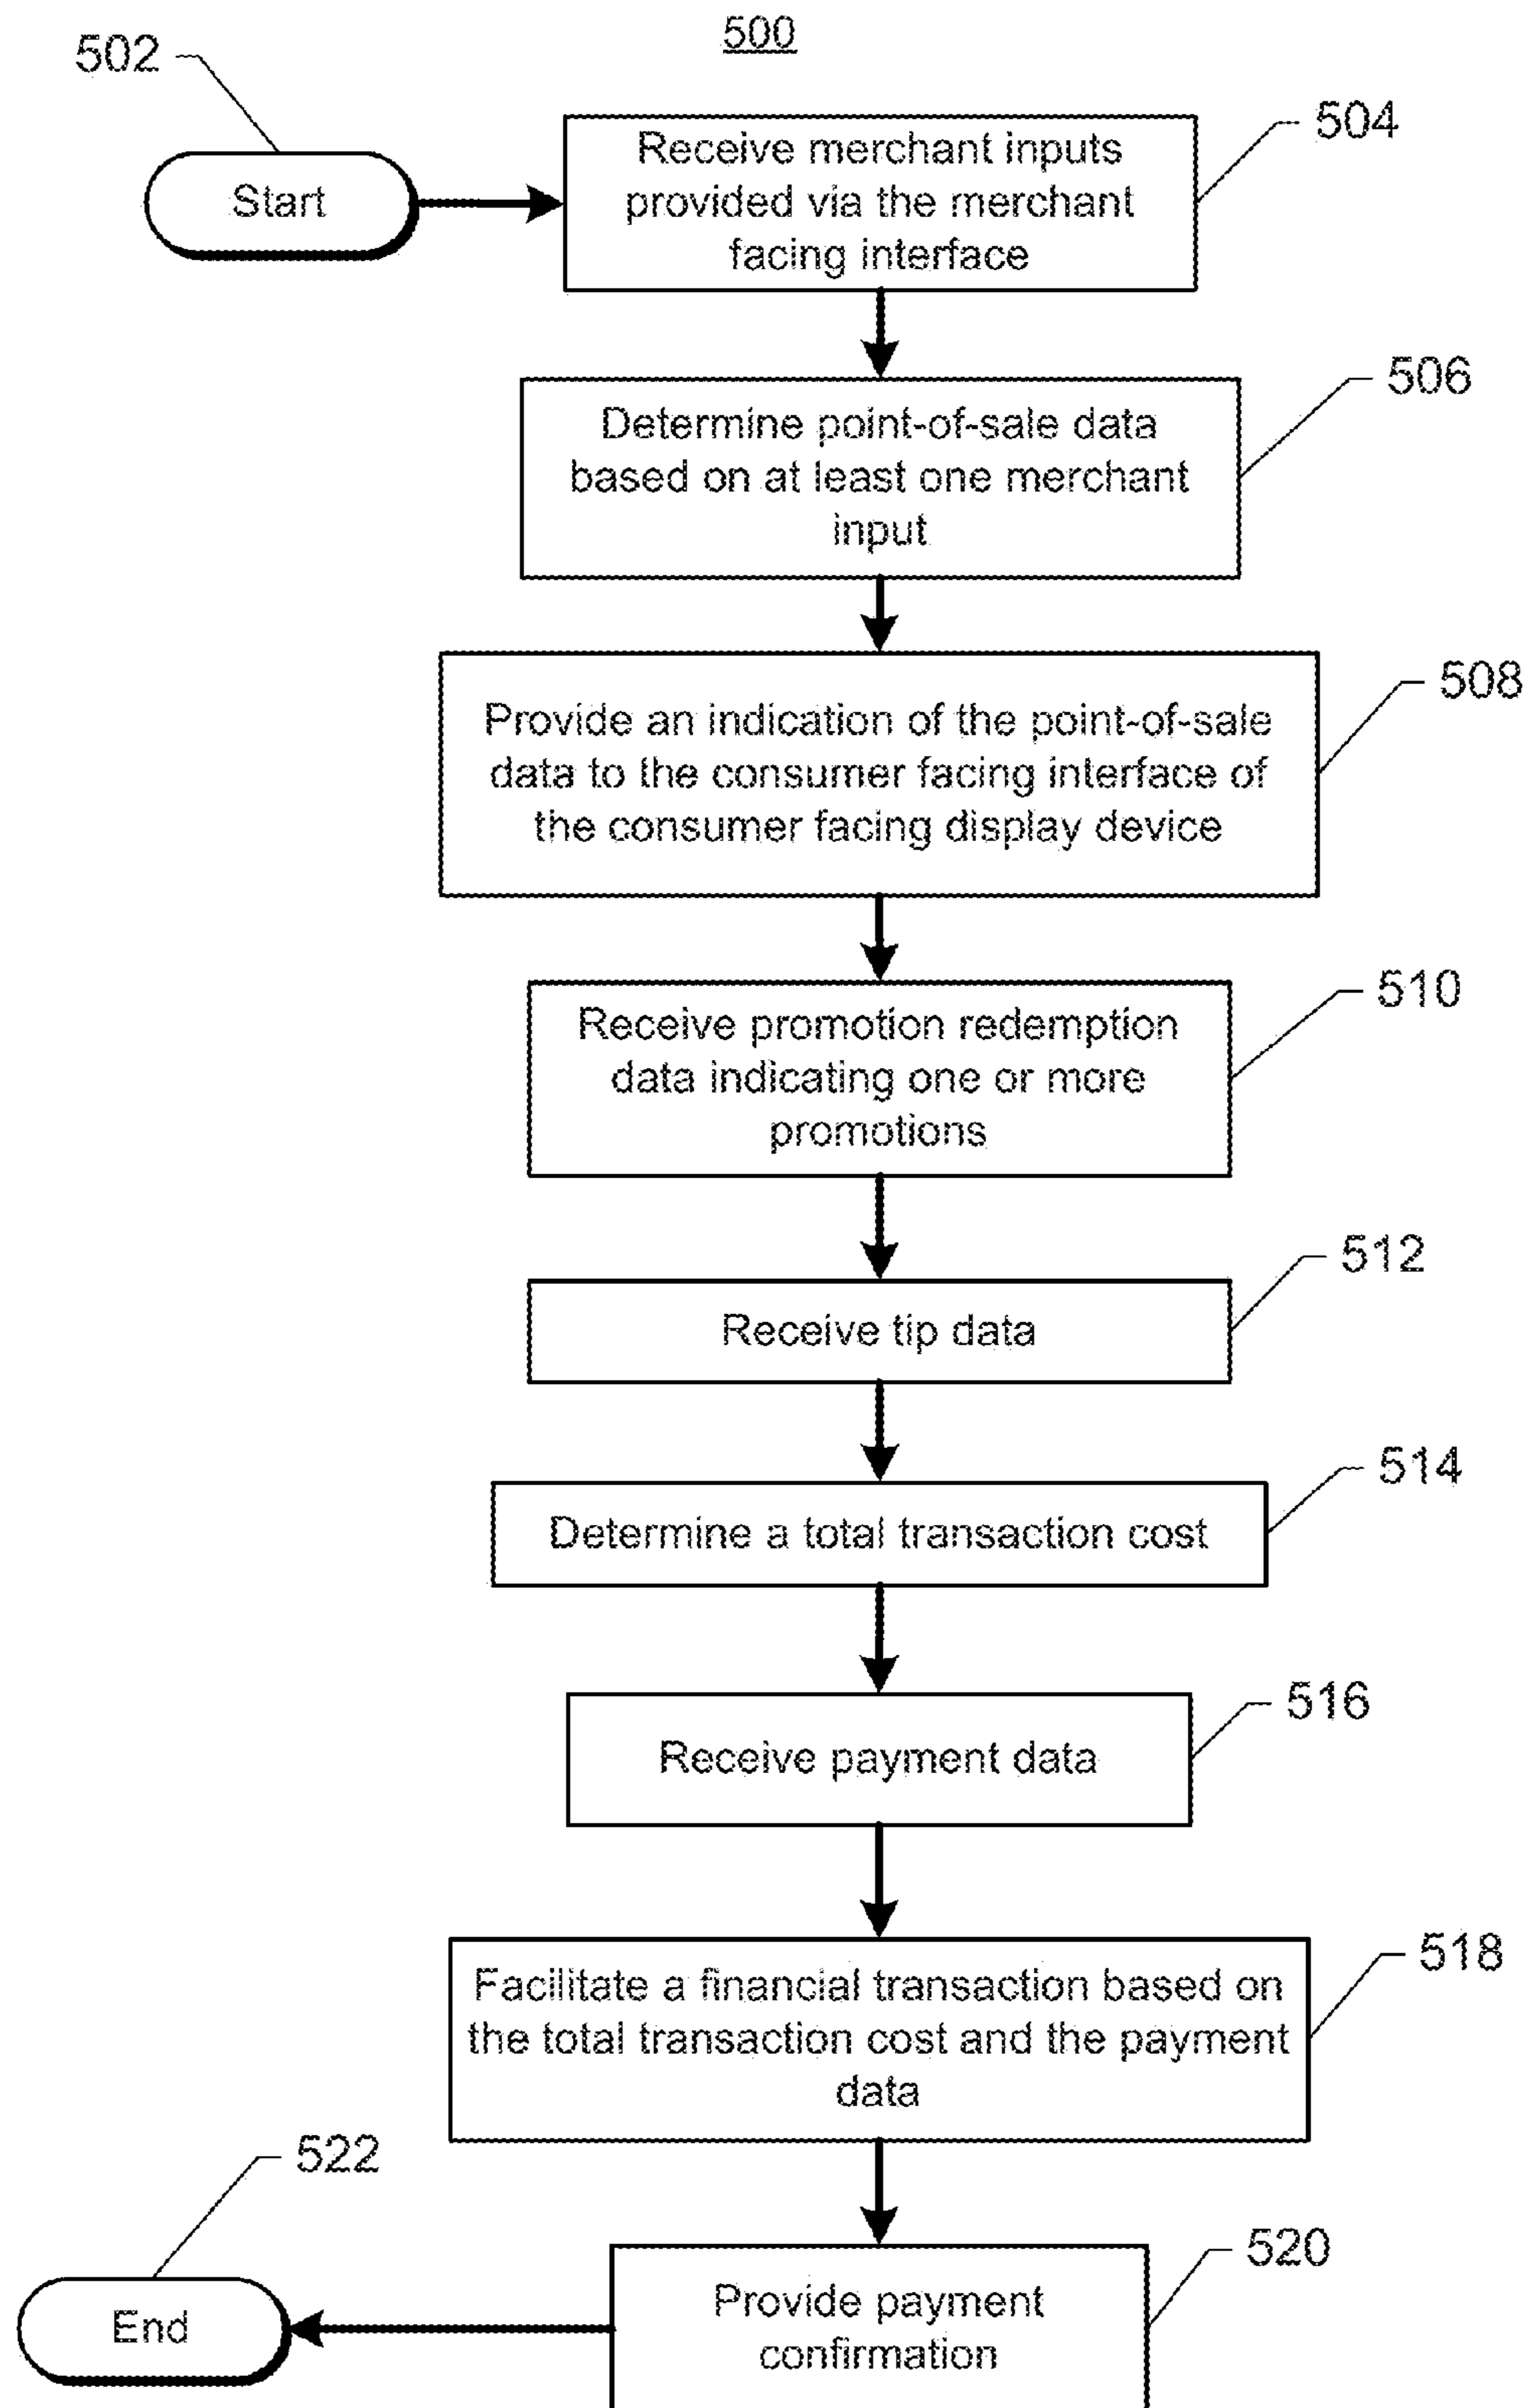 500
502
Start
504
Receive merchant inputs
provided via the merchant
facing interface
506
Determine point-of-sale data
based on at least one merchant
input
508
Provide an indication of the point-of-sale
data to the consumer facing interface of
the consumer facing display device
510
Receive promotion redemption
data indicating one or more
promotions
512
Receive tip data
514
Determine a total transaction cost
516
Receive payment data
518
Facilitate a financial transaction based on
the total transaction cost and the payment
data
520
Provide payment
confirmation
522
End